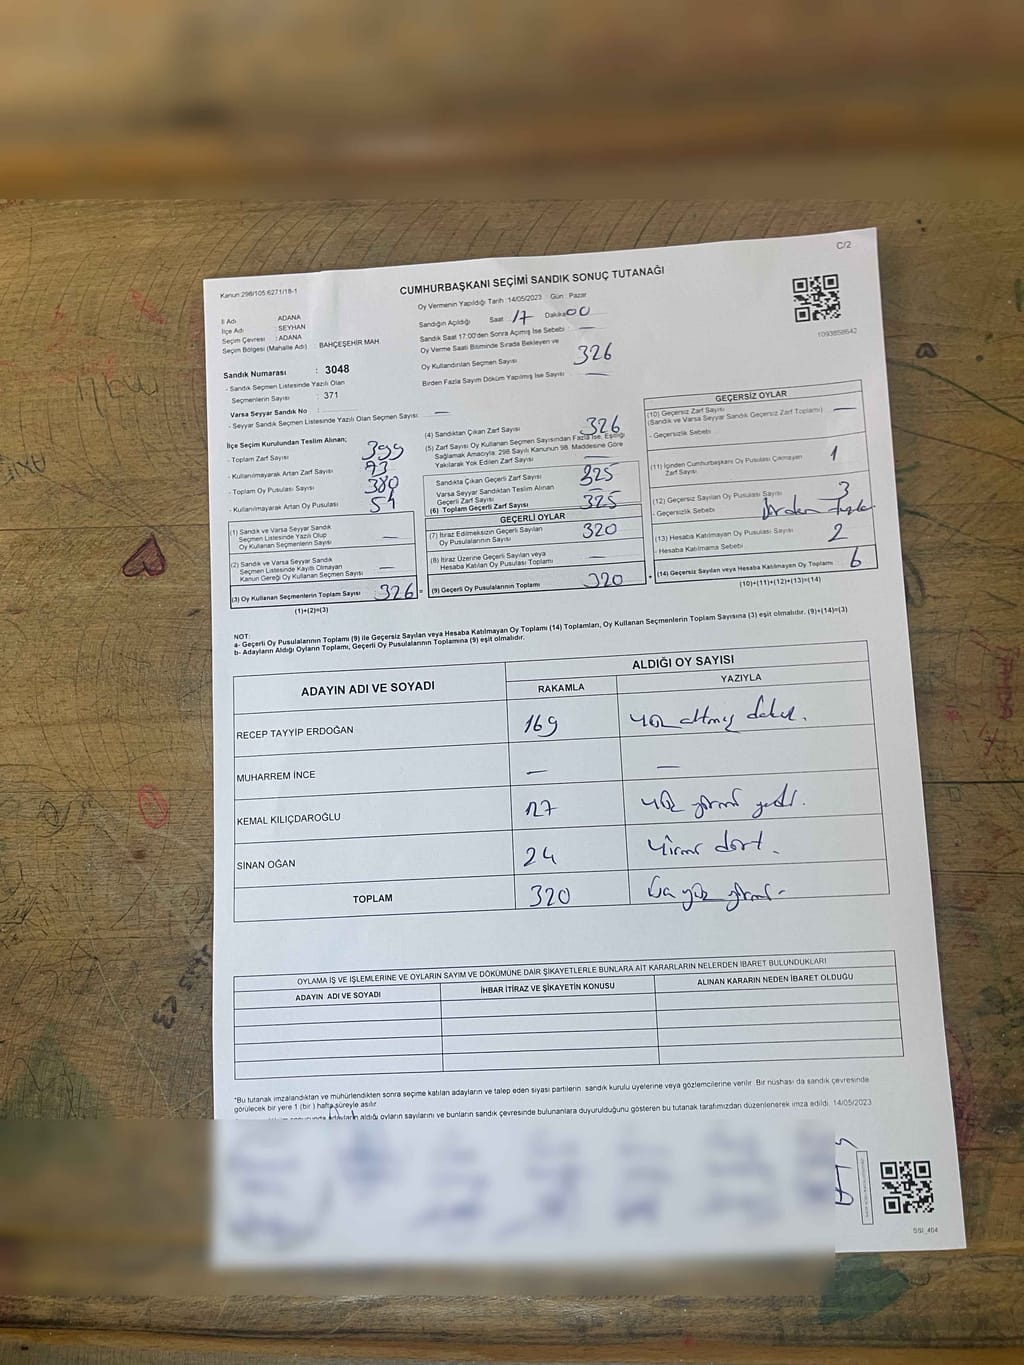 C/2
Kanun:298/105;6271/18-1
CUMHURBAŞKANI SEÇİMİ SANDIK SONUÇ TUTANAĞI
1093858642
İl Adı : ADANA
İlçe Adı : SEYHAN
Seçim Çevresi : ADANA
Seçim Bölgesi (Mahalle Adı) : BAHÇEŞEHİR MAH.
Sandık Numarası : 3048
- Sandık Seçmen Listesinde Yazılı Olan
Seçmenlerin Sayısı : 371
Varsa Seyyar Sandık No :
- Seyyar Sandık Seçmen Listesinde Yazılı Olan Seçmen Sayısı : —
Oy Vermenin Yapıldığı Tarih :14/05/2023 Gün : Pazar
Sandığın Açıldığı Saat 17 Dakika 00
Sandık Saat 17:00'den Sonra Açılmış İse Sebebi : —
Oy Verme Saati Bitiminde Sırada Bekleyen ve
Oy Kullandırılan Seçmen Sayısı 326
Birden Fazla Sayım Döküm Yapılmış İse Sayısı : —
İlçe Seçim Kurulundan Teslim Alınan;
- Toplam Zarf Sayısı 399
- Kullanılmayarak Artan Zarf Sayısı 73
- Toplam Oy Pusulası Sayısı 380
- Kullanılmayarak Artan Oy Pusulası 54
(1) Sandık ve Varsa Seyyar Sandık
Seçmen Listesinde Yazılı Olup
Oy Kullanan Seçmenlerin Sayısı —
(2) Sandık ve Varsa Seyyar Sandık
Seçmen Listesinde Kayıtlı Olmayan
Kanun Gereği Oy Kullanan Seçmen Sayısı —
(3) Oy Kullanan Seçmenlerin Toplam Sayısı 326 =
(1)+(2)=(3)
(4) Sandıktan Çıkan Zarf Sayısı 326
(5) Zarf Sayısı Oy Kullanan Seçmen Sayısından Fazla İse, Eşitliği
Sağlamak Amacıyla, 298 Sayılı Kanunun 98. Maddesine Göre
Yakılarak Yok Edilen Zarf Sayısı —
Sandıkta Çıkan Geçerli Zarf Sayısı 325
Varsa Seyyar Sandıktan Teslim Alınan
Geçerli Zarf Sayısı
(6) Toplam Geçerli Zarf Sayısı 325
GEÇERLİ OYLAR
(7) İtiraz Edilmeksizin Geçerli Sayılan
Oy Pusulalarının Sayısı 320
(8) İtiraz Üzerine Geçerli Sayılan veya
Hesaba Katılan Oy Pusulası Toplamı —
(9) Geçerli Oy Pusulalarının Toplamı 320 +
GEÇERSİZ OYLAR
(10) Geçersiz Zarf Sayısı
(Sandık ve Varsa Seyyar Sandık Geçersiz Zarf Toplamı) —
- Geçersizlik Sebebi :
(11) İçinden Cumhurbaşkanı Oy Pusulası Çıkmayan
Zarf Sayısı 1
(12) Geçersiz Sayılan Oy Pusulası Sayısı 3
- Geçersizlik Sebebi Birden fazla
(13) Hesaba Katılmayan Oy Pusulası Sayısı 2
- Hesaba Katılmama Sebebi :
(14) Geçersiz Sayılan veya Hesaba Katılmayan Oy Toplamı 6
(10)+(11)+(12)+(13)=(14)
NOT:
a- Geçerli Oy Pusulalarının Toplamı (9) ile Geçersiz Sayılan veya Hesaba Katılmayan Oy Toplamı (14) Toplamları, Oy Kullanan Seçmenlerin Toplam Sayısına (3) eşit olmalıdır. (9)+(14)=(3)
b- Adayların Aldığı Oyların Toplamı, Geçerli Oy Pusulalarının Toplamına (9) eşit olmalıdır.
ADAYIN ADI VE SOYADI ALDIĞI OY SAYISI
RAKAMLA YAZIYLA
RECEP TAYYİP ERDOĞAN 169 yüz altmış dokuz.
MUHARREM İNCE — —
KEMAL KILIÇDAROĞLU 127 yüz yirmi yedi.
SİNAN OĞAN 24 yirmi dört.
TOPLAM 320 üç yüz yirmi -
OYLAMA İŞ VE İŞLEMLERİNE VE OYLARIN SAYIM VE DÖKÜMÜNE DAİR ŞİKAYETLERLE BUNLARA AİT KARARLARIN NELERDEN İBARET BULUNDUKLARI
ADAYIN ADI VE SOYADI İHBAR İTİRAZ VE ŞİKAYETİN KONUSU ALINAN KARARIN NEDEN İBARET OLDUĞU
*Bu tutanak imzalandıktan ve mühürlendikten sonra seçime katılan adayların ve talep eden siyasi partilerin sandık kurulu üyelerine veya gözlemcilerine verilir. Bir nüshası da sandık çevresinde
görülecek bir yere 1 (bir) hafta süreyle asılır.
adayların aldığı oyların sayılarını ve bunların sandık çevresinde bulunanlara duyurulduğunu gösteren bu tutanak tarafımızdan düzenlenerek imza edildi. 14/05/2023
SSI_404